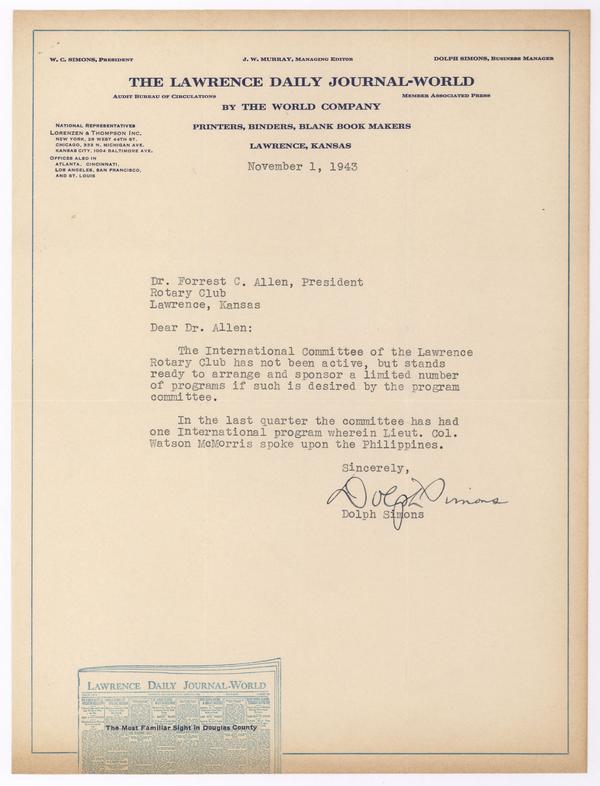 W. C. SIMONS, PRESIDENT
J. W. MURRAY, MANAGING EDITOR
DOLPH SIMONS, BUSINESS MANAGER
THE LAWRENCE DAILY JOURNAL-WORLD
AUDIT BUREAU OF CIRCULATIONS
MEMBER ASSOCIATED PRESS
BY THE WORLD COMPANY
PRINTERS, BINDERS, BLANK BOOK MAKERS
LAWRENCE, KANSAS
NATIONAL REPRESENTATIVES
LORENZEN & THOMPSON INC.
NEW YORK, 28 WEST 44TH ST.
CHICAGO, 333 N. MICHIGAN AVE.
KANSAS CITY, 1004 BALTIMORE AVE.
OFFICES ALSO IN
ATLANTA, CINCINNATI,
LOS ANGELES, SAN FRANCISCO,
AND ST. LOUIS
November 1, 1943
Dr. Forrest C. Allen, President
Rotary Club
Lawrence, Kansas
Dear Dr. Allen:
The International Committee of the Lawrence
Rotary Club has not been active, but stands
ready to arrange and sponsor a limited number
of programs if such is desired by the program
committee.
In the last quarter the committee has had
one International program wherein Lieut. Col.
Watson McMorris spoke upon the Philippines.
Sincerely,
Dolph Simons
Dolph Simons
LAWRENCE DAILY JOURNAL-WORLD
The Most Familiar Sight in Douglas County